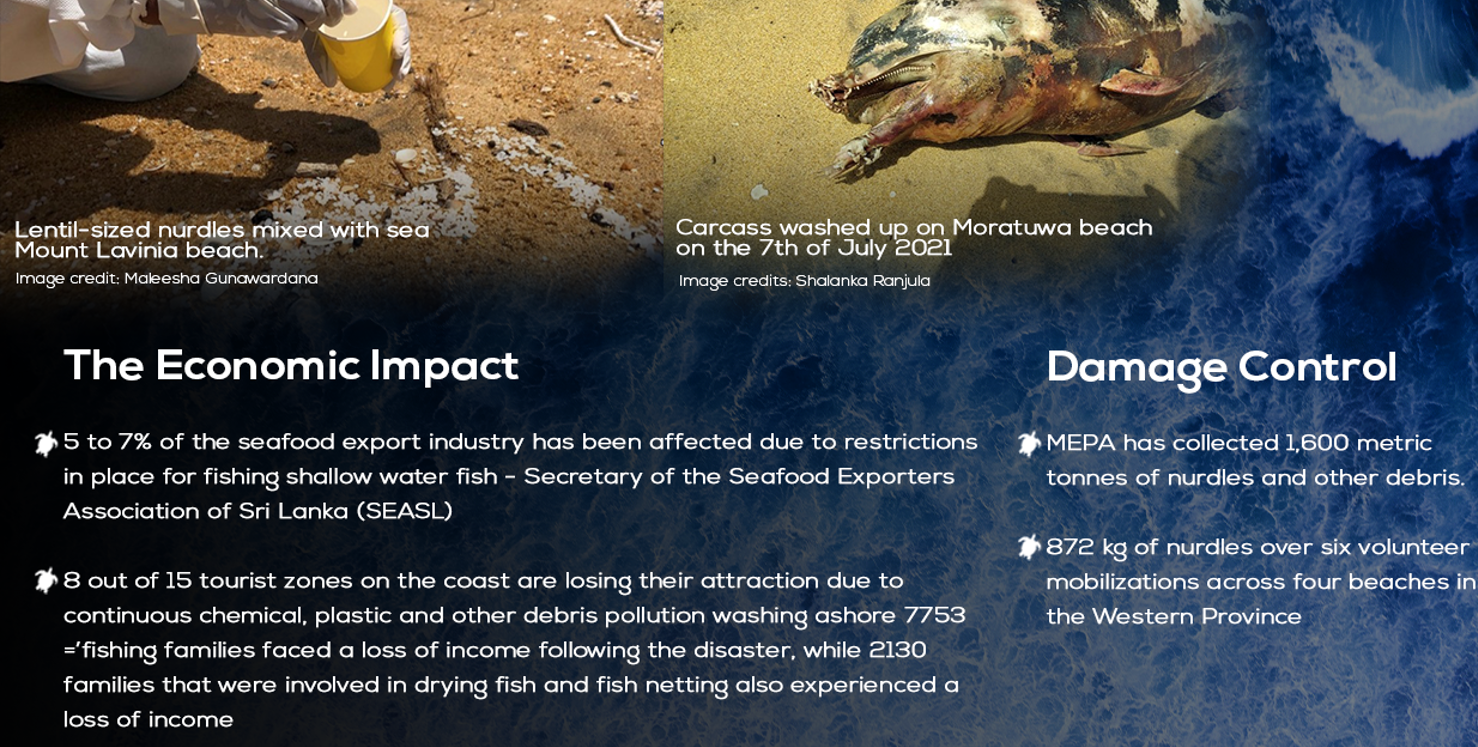 Lentil-sized nurdles mixed with sea
Mount Lavinia beach.
Image credit: Maleesha Gunawardana
Carcass washed up on Moratuwa beach
on the 7th of July 2021
Image credits: Shalanka Ranjula
The Economic Impact
5 to 7% of the seafood export industry has been affected due to restrictions
in place for fishing shallow water fish - Secretary of the Seafood Exporters
Association of Sri Lanka (SEASL)
8 out of 15 tourist zones on the coast are losing their attraction due to
continuous chemical, plastic and other debris pollution washing ashore 7753
='fishing families faced a loss of income following the disaster, while 2130
families that were involved in drying fish and fish netting also experienced a
loss of income
Damage Control
MEPA has collected 1,600 metric
tonnes of nurdles and other debris.
872 kg of nurdles over six volunteer
mobilizations across four beaches in
the Western Province